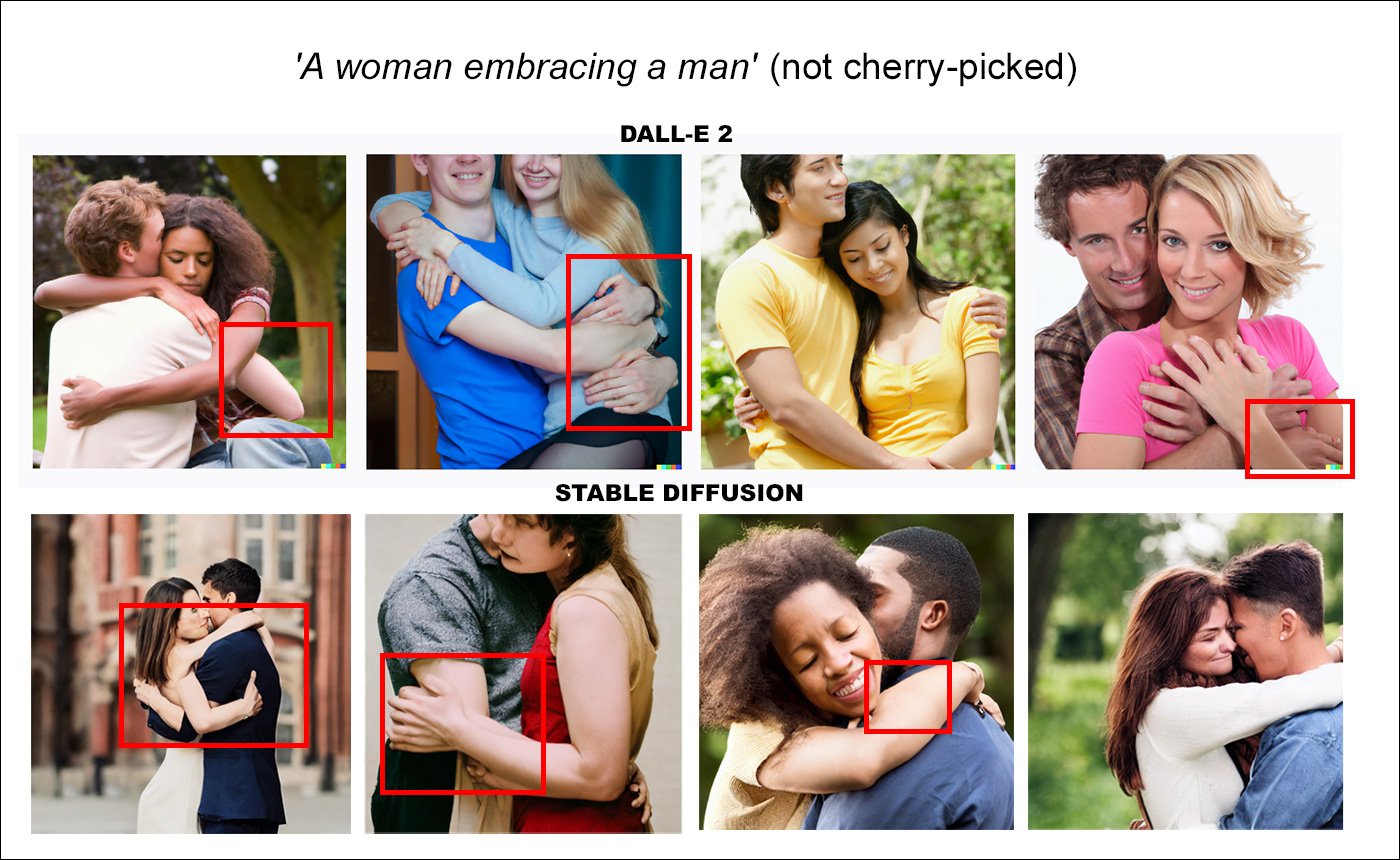 'A woman embracing a man' (not cherry-picked)
DALL-E 2
STABLE DIFFUSION